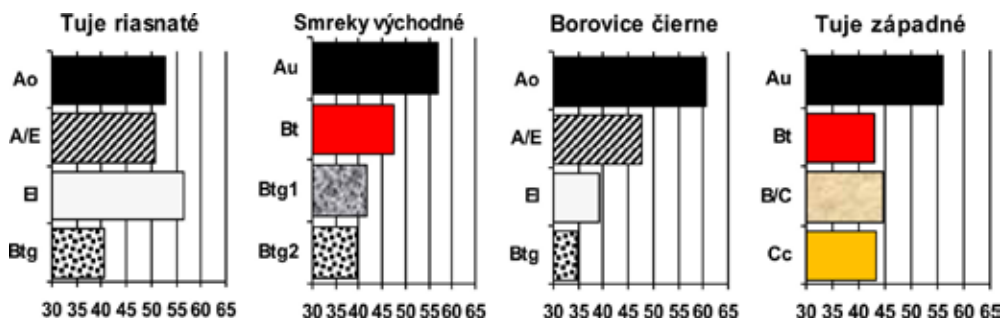 Tuje riasnaté
Ao
A/E
El
Btg
30 35 40 45 50 55 60 65
Smreky východné
Au
Bt
Btg1
Btg2
30 35 40 45 50 55 60 65
Borovice čierne
Ao
A/E
El
Btg
30 35 40 45 50 55 60 65
Tuje západné
Au
Bt
B/C
Cc
30 35 40 45 50 55 60 65